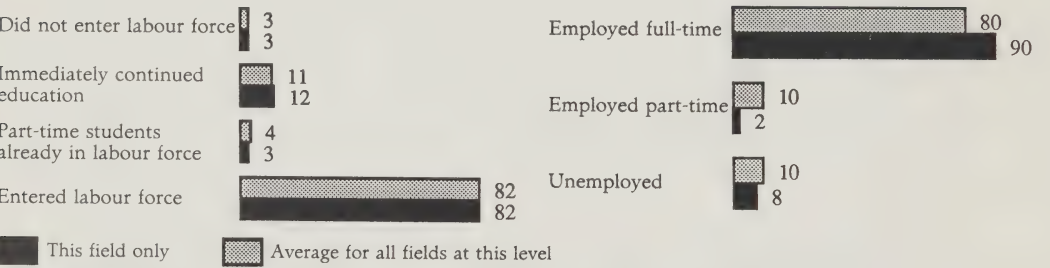 Did not enter labour force 3
3
Immediately continued 11
education 12
Part-time students 4
already in labour force 3
Entered labour force 82
82
Employed full-time 80
90
Employed part-time 10
2
Unemployed 10
8
This field only Average for all fields at this level